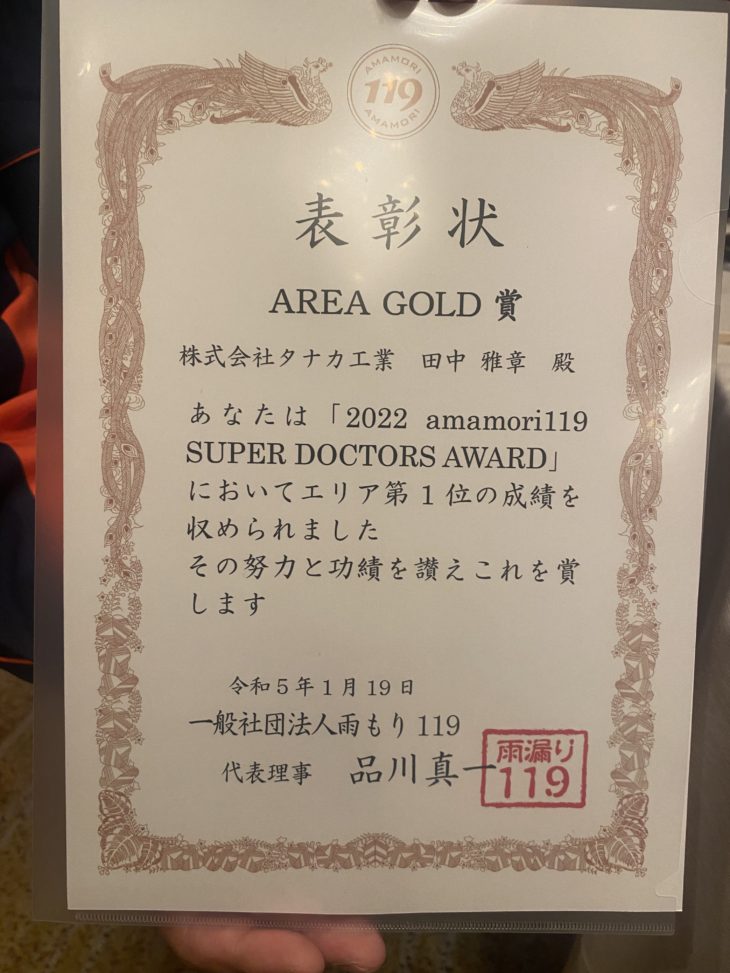 AMAMORI
119
AMAMORI
表彰状
AREA GOLD 賞
株式会社タナカ工業 田中 雅章 殿
あなたは「2022 amamori119
SUPER DOCTORS AWARD」
においてエリア第1位の成績を
収められました
その努力と功績を讃えこれを賞
します
令和5年1月19日
一般社団法人雨もり119
代表理事 品川真一
雨漏り
119